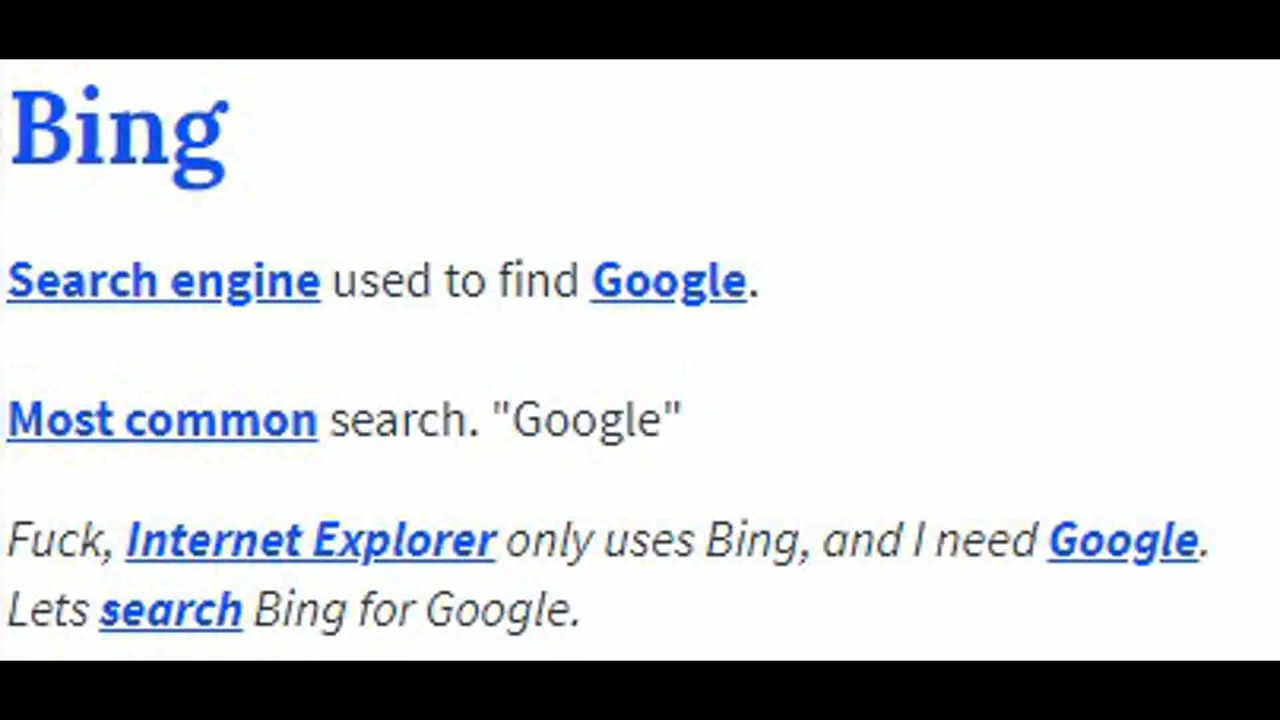 Bing
Search engine used to find Google.
Most common search. "Google"
Fuck, Internet Explorer only uses Bing, and I need Google.
Lets search Bing for Google.